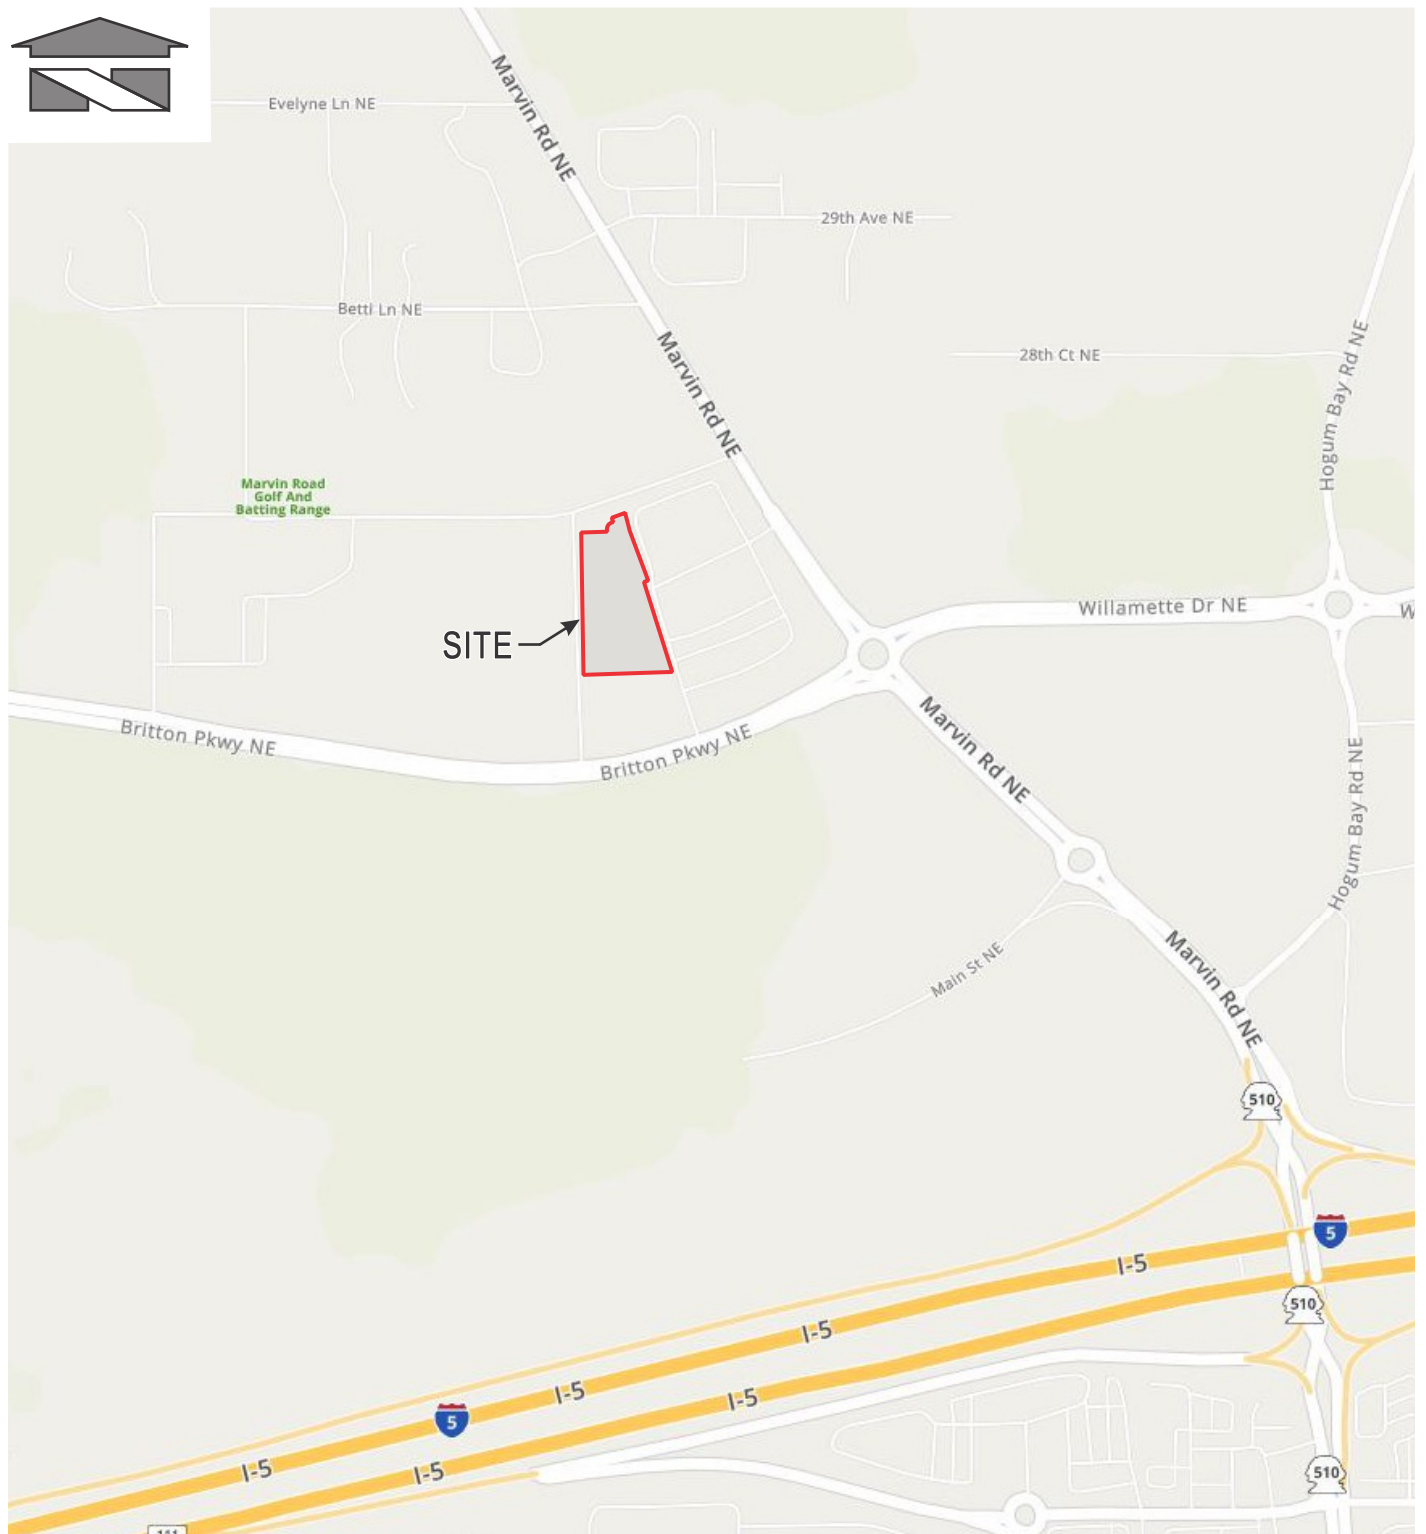 Evelyne Ln NE
Marvin Rd NE
29th Ave NE
Betti Ln NE
Marvin Rd NE
28th Ct NE
Hogum Bay Rd NE
Marvin Road
Golf And
Batting Range
Willamette Dr NE
W
SITE
Britton Pkwy NE
Britton Pkwy NE
Marvin Rd NE
Hogum Bay Rd NE
Main St NE
Marvin Rd NE
510
5
I-5
510
I-5
I-5
I-5
5
I-5
I-5
510